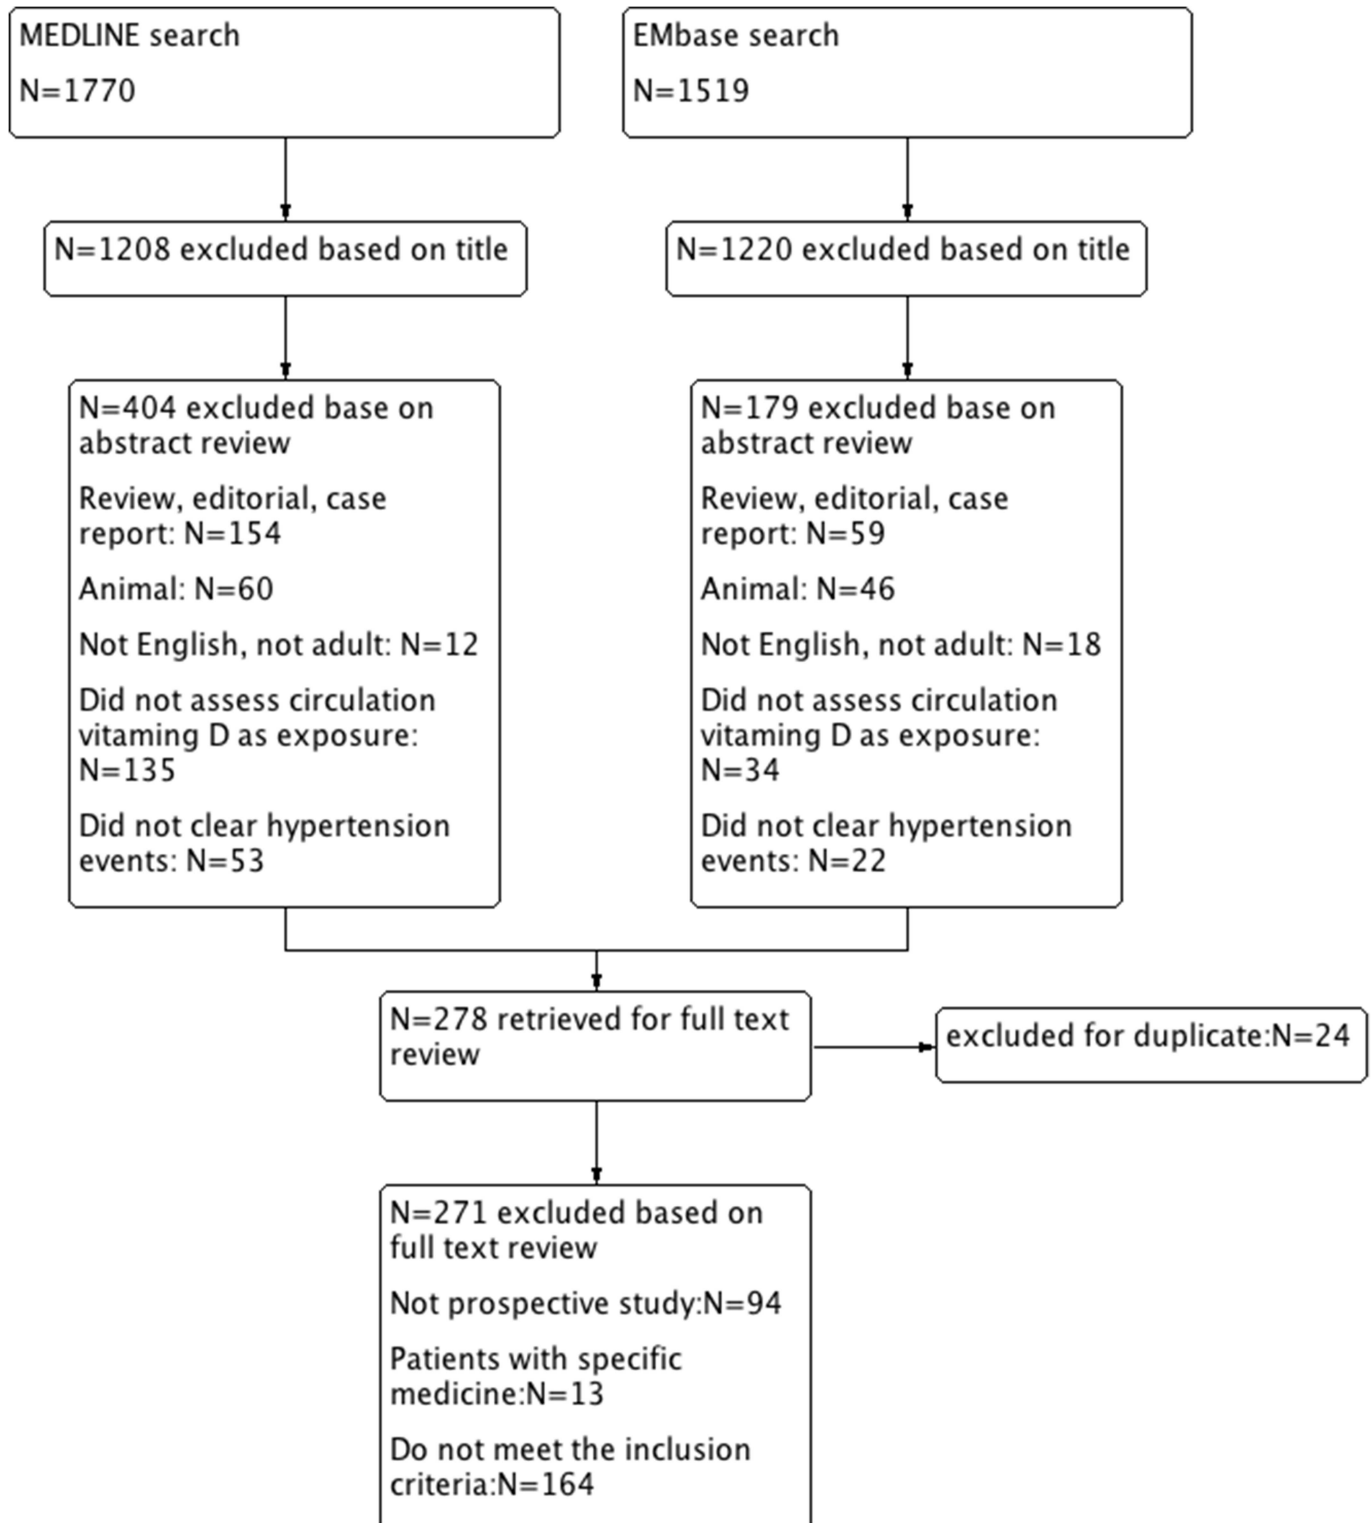 MEDLINE search
N=1770
EMbase search
N=1519
N=1208 excluded based on title
N=1220 excluded based on title
N=404 excluded base on
abstract review
Review, editorial, case
report: N=154
Animal: N=60
Not English, not adult: N=12
Did not assess circulation
vitaming D as exposure:
N=135
Did not clear hypertension
events: N=53
N=179 excluded base on
abstract review
Review, editorial, case
report: N=59
Animal: N=46
Not English, not adult: N=18
Did not assess circulation
vitaming D as exposure:
N=34
Did not clear hypertension
events: N=22
N=278 retrieved for full text
review
excluded for duplicate:N=24
N=271 excluded based on
full text review
Not prospective study:N=94
Patients with specific
medicine:N=13
Do not meet the inclusion
criteria:N=164